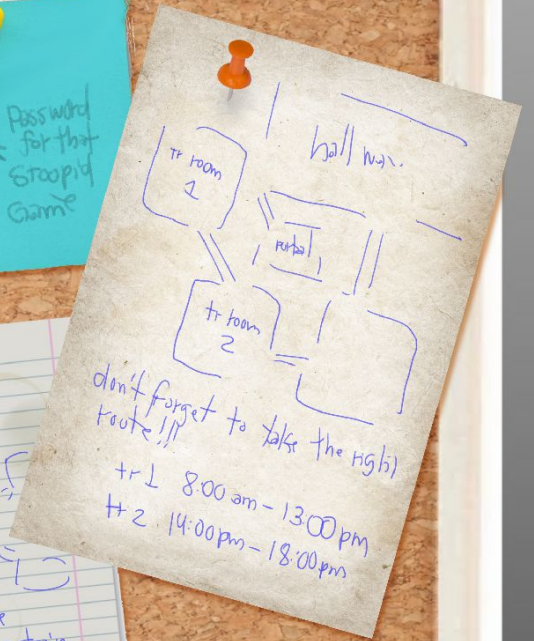 Password
for that
stoopid
Game
hallway
tr room
1
portal
tr room
2
don't forget to take the right
route!!!
tr 1 8:00 am - 13:00 pm
tr 2 14:00 pm - 18:00 pm